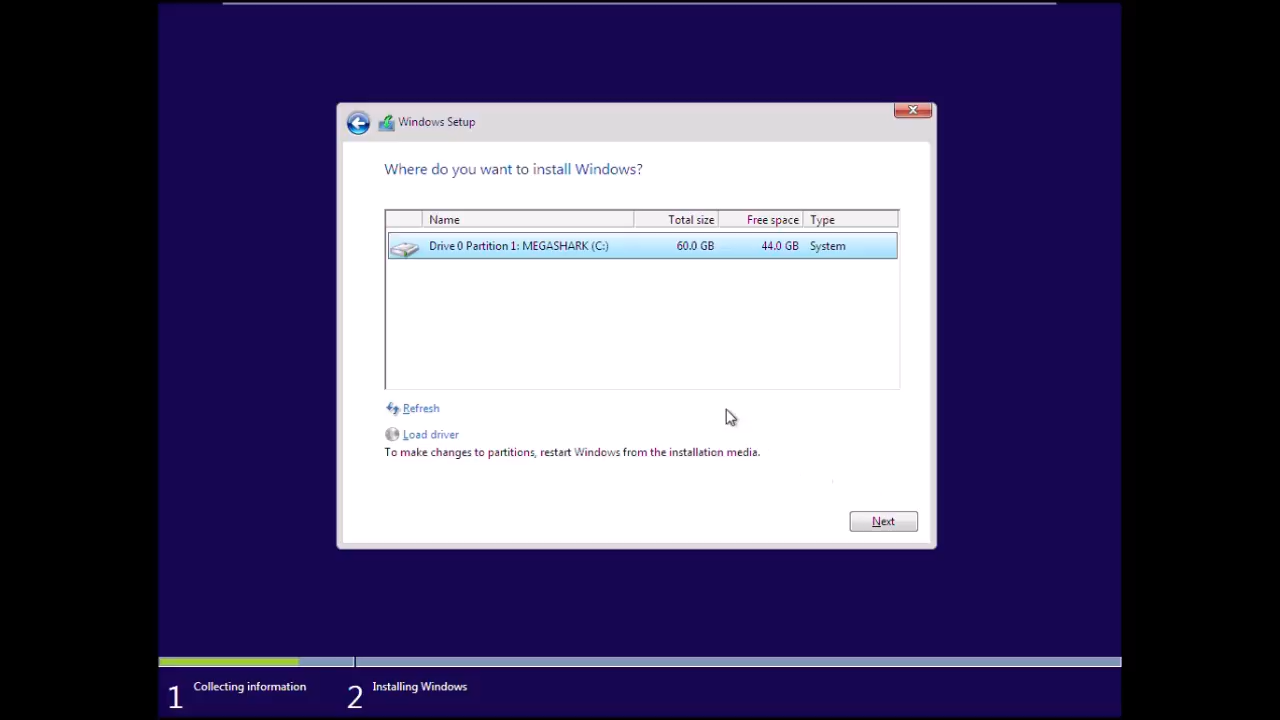 Windows Setup
Where do you want to install Windows?
Name Total size Free space Type
Drive 0 Partition 1: MEGASHARK (C:) 60.0 GB 44.0 GB System
Refresh
Load driver
To make changes to partitions, restart Windows from the installation media.
Next
1 Collecting information 2 Installing Windows